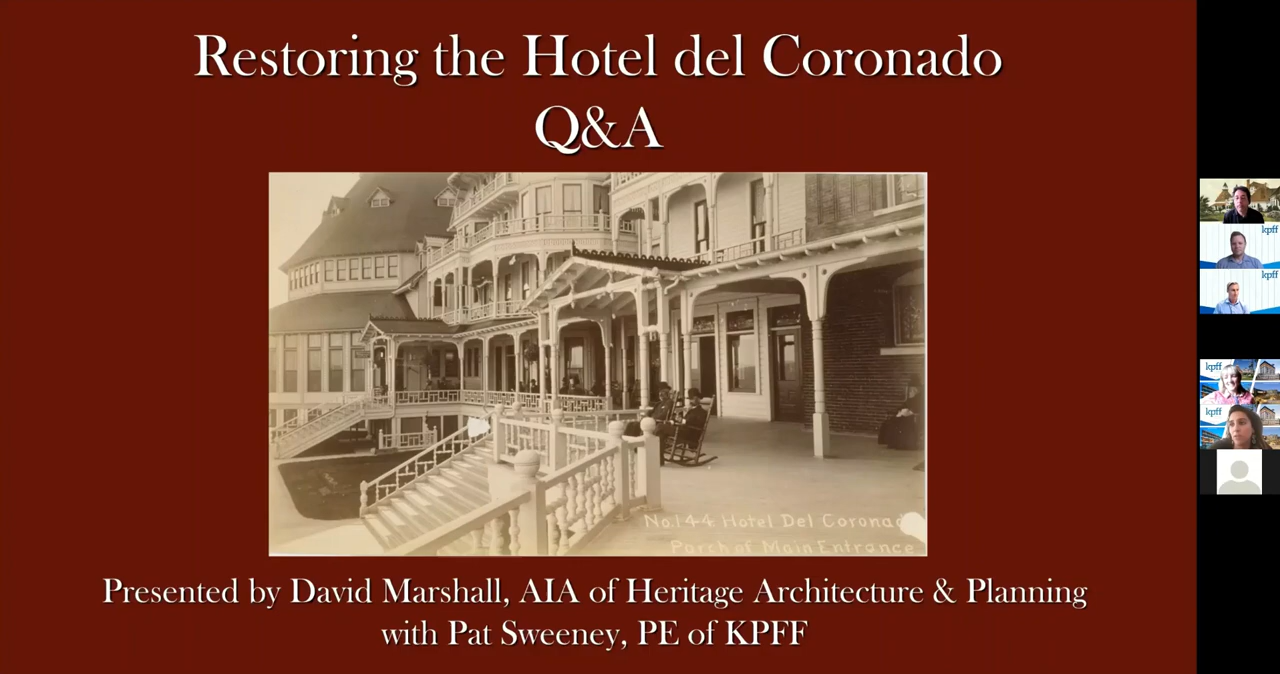 Restoring the Hotel del Coronado
Q&A
No.144 Hotel Del Coronad
Porch of Main Entrance
Presented by David Marshall, AIA of Heritage Architecture & Planning
with Pat Sweeney, PE of KPFF
kpff
kpff
kpff
kpff